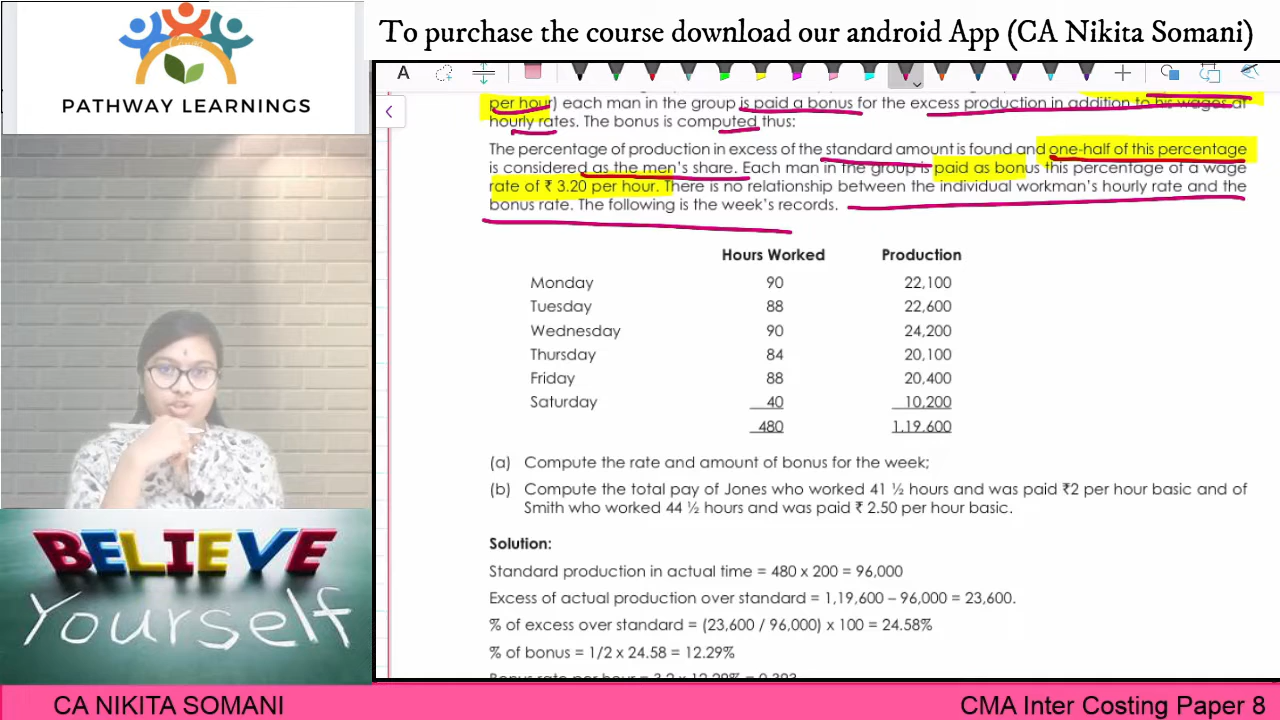 To purchase the course download our android App (CA Nikita Somani)
PATHWAY LEARNINGS
A
per hour) each man in the group is paid a bonus for the excess production in addition to his wages at
hourly rates. The bonus is computed thus:
The percentage of production in excess of the standard amount is found and one-half of this percentage
is considered as the men's share. Each man in the group is paid as bonus this percentage of a wage
rate of ₹ 3.20 per hour. There is no relationship between the individual workman's hourly rate and the
bonus rate. The following is the week's records.
Hours Worked Production
Monday 90 22,100
Tuesday 88 22,600
Wednesday 90 24,200
Thursday 84 20,100
Friday 88 20,400
Saturday 40 10,200
480 1,19,600
(a) Compute the rate and amount of bonus for the week;
(b) Compute the total pay of Jones who worked 41 ½ hours and was paid ₹2 per hour basic and of
Smith who worked 44 ½ hours and was paid ₹ 2.50 per hour basic.
Solution:
Standard production in actual time = 480 x 200 = 96,000
Excess of actual production over standard = 1,19,600 – 96,000 = 23,600.
% of excess over standard = (23,600 / 96,000) x 100 = 24.58%
% of bonus = 1/2 x 24.58 = 12.29%
Bonus rate per hour = 3.2 x 12.29% = 0.393
BELIEVE
Yourself
CA NIKITA SOMANI
CMA Inter Costing Paper 8